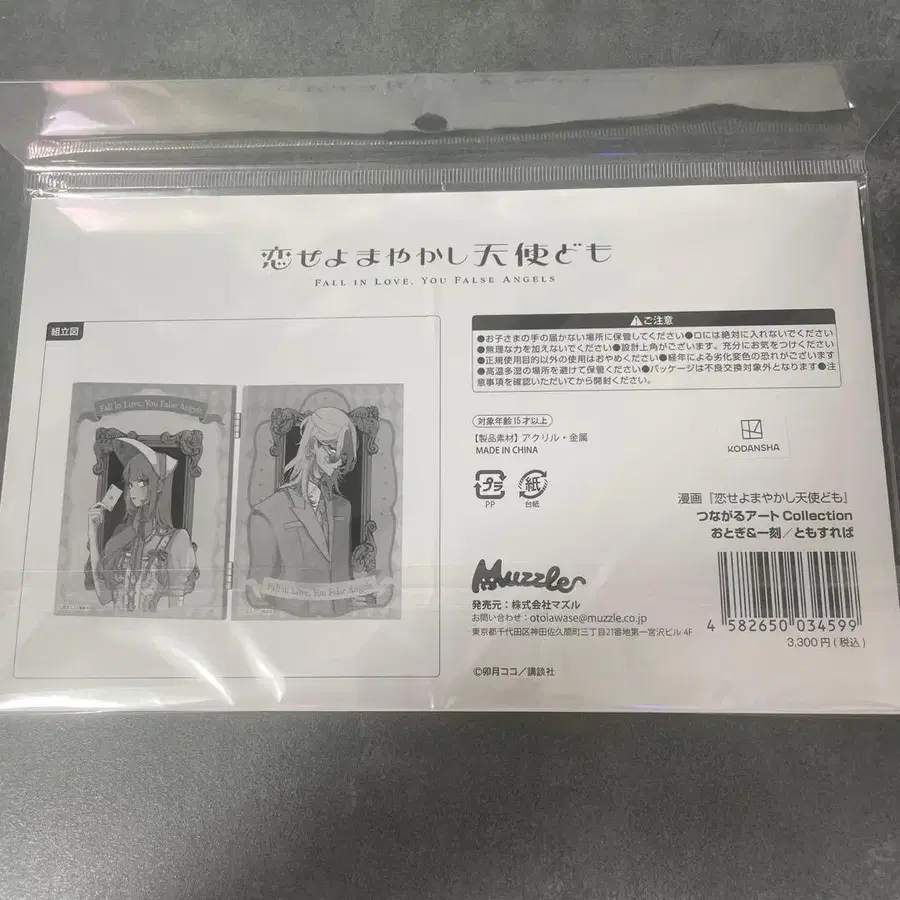 恋せよまやかし天使ども
FALL IN LOVE, YOU FALSE ANGELS
組立図
Fall in Love, You False Angels
Fall in Love, You False Angels
⚠ご注意
●お子さまの手の届かない場所に保管してください●口には絶対に入れないでください
●無理な力を加えないでください●設計上角がございます。充分にお気をつけください
●正規使用目的以外の使用はおやめください●経年による劣化変色の恐れがございます
●高温多湿の場所を避けて保管ください●パッケージは不良交換対象外となります●注
意事項を確認いただいてから開封ください。
対象年齢15才以上
【製品素材】アクリル・金属
MADE IN CHINA
プラ
PP
紙
台紙
KODANSHA
漫画『恋せよまやかし天使ども』
つながるアートCollection
おとぎ&一刻/ともすれば
Muzzle
発売元：株式会社マズル
お問い合わせ：otoiawase@muzzle.co.jp
東京都千代田区神田佐久間町三丁目21番地第一宮沢ビル 4F
4 582650 034599
3,300円(税込)
©卯月ココ/講談社